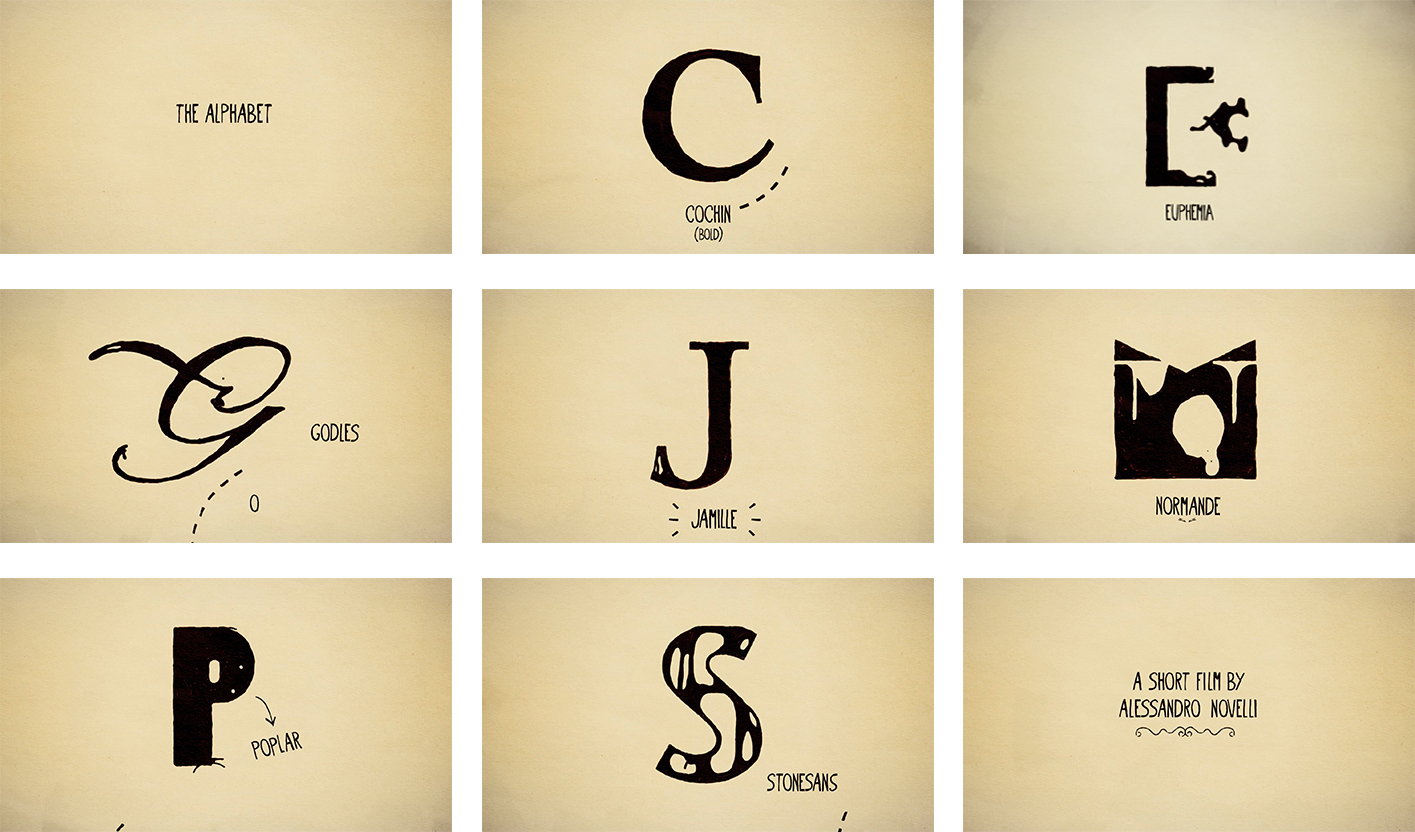 THE ALPHABET
C
COCHIN
(BOLD)
E
EUPHEMIA
G
GODLES
O
J
JAMILLE
M
NORMANDE
P
POPLAR
S
STONESANS
A SHORT FILM BY
ALESSANDRO NOVELLI